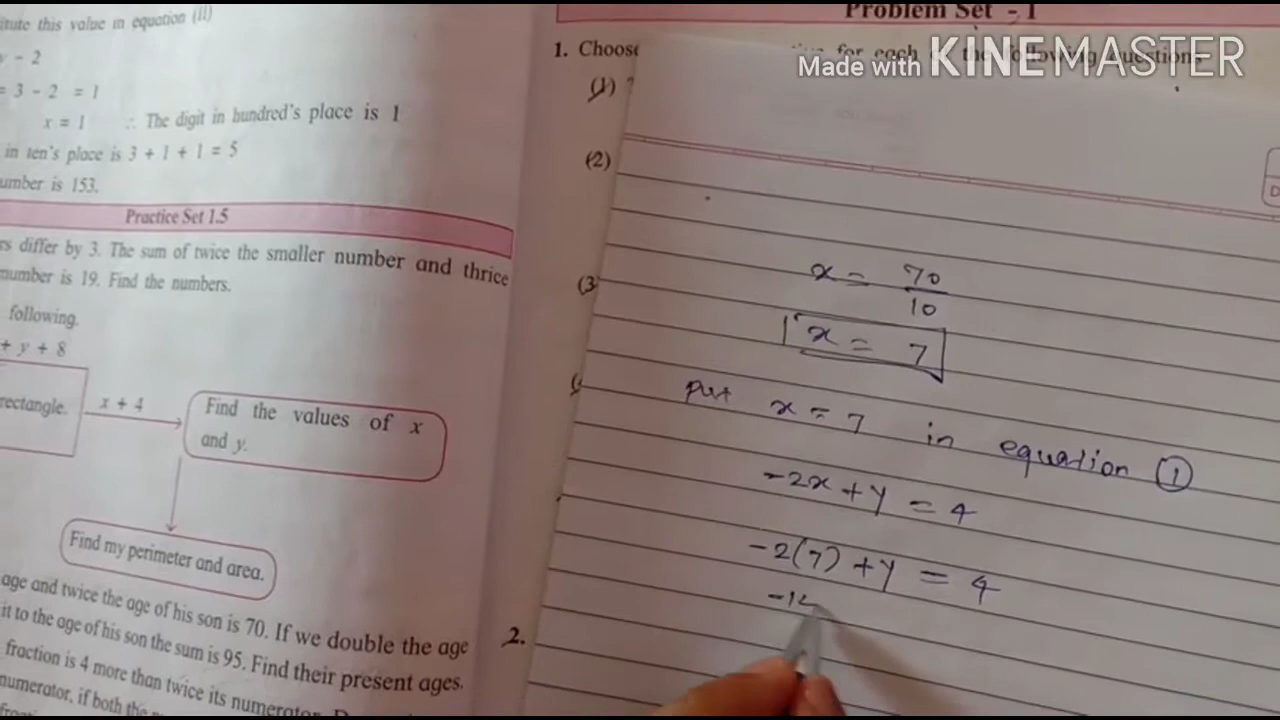 itute this value in equation (II)
y - 2
= 3 - 2 = 1
x = 1 ∴ The digit in hundred's place is 1
in ten's place is 3 + 1 + 1 = 5
umber is 153.
Practice Set 1.5
rs differ by 3. The sum of twice the smaller number and thrice
number is 19. Find the numbers.
following.
+ y + 8
rectangle.
x + 4
Find the values of x
and y.
Find my perimeter and area.
age and twice the age of his son is 70. If we double the age
it to the age of his son the sum is 95. Find their present ages.
fraction is 4 more than twice its numerator.
numerator, if both the
Problem Set - 1
1. Choose for each the following questions
Made with KINEMASTER
(1)
(2)
(3
2.
x = 70/10
x = 7
put x = 7 in equation ①
-2x + y = 4
-2(7) + y = 4
-14